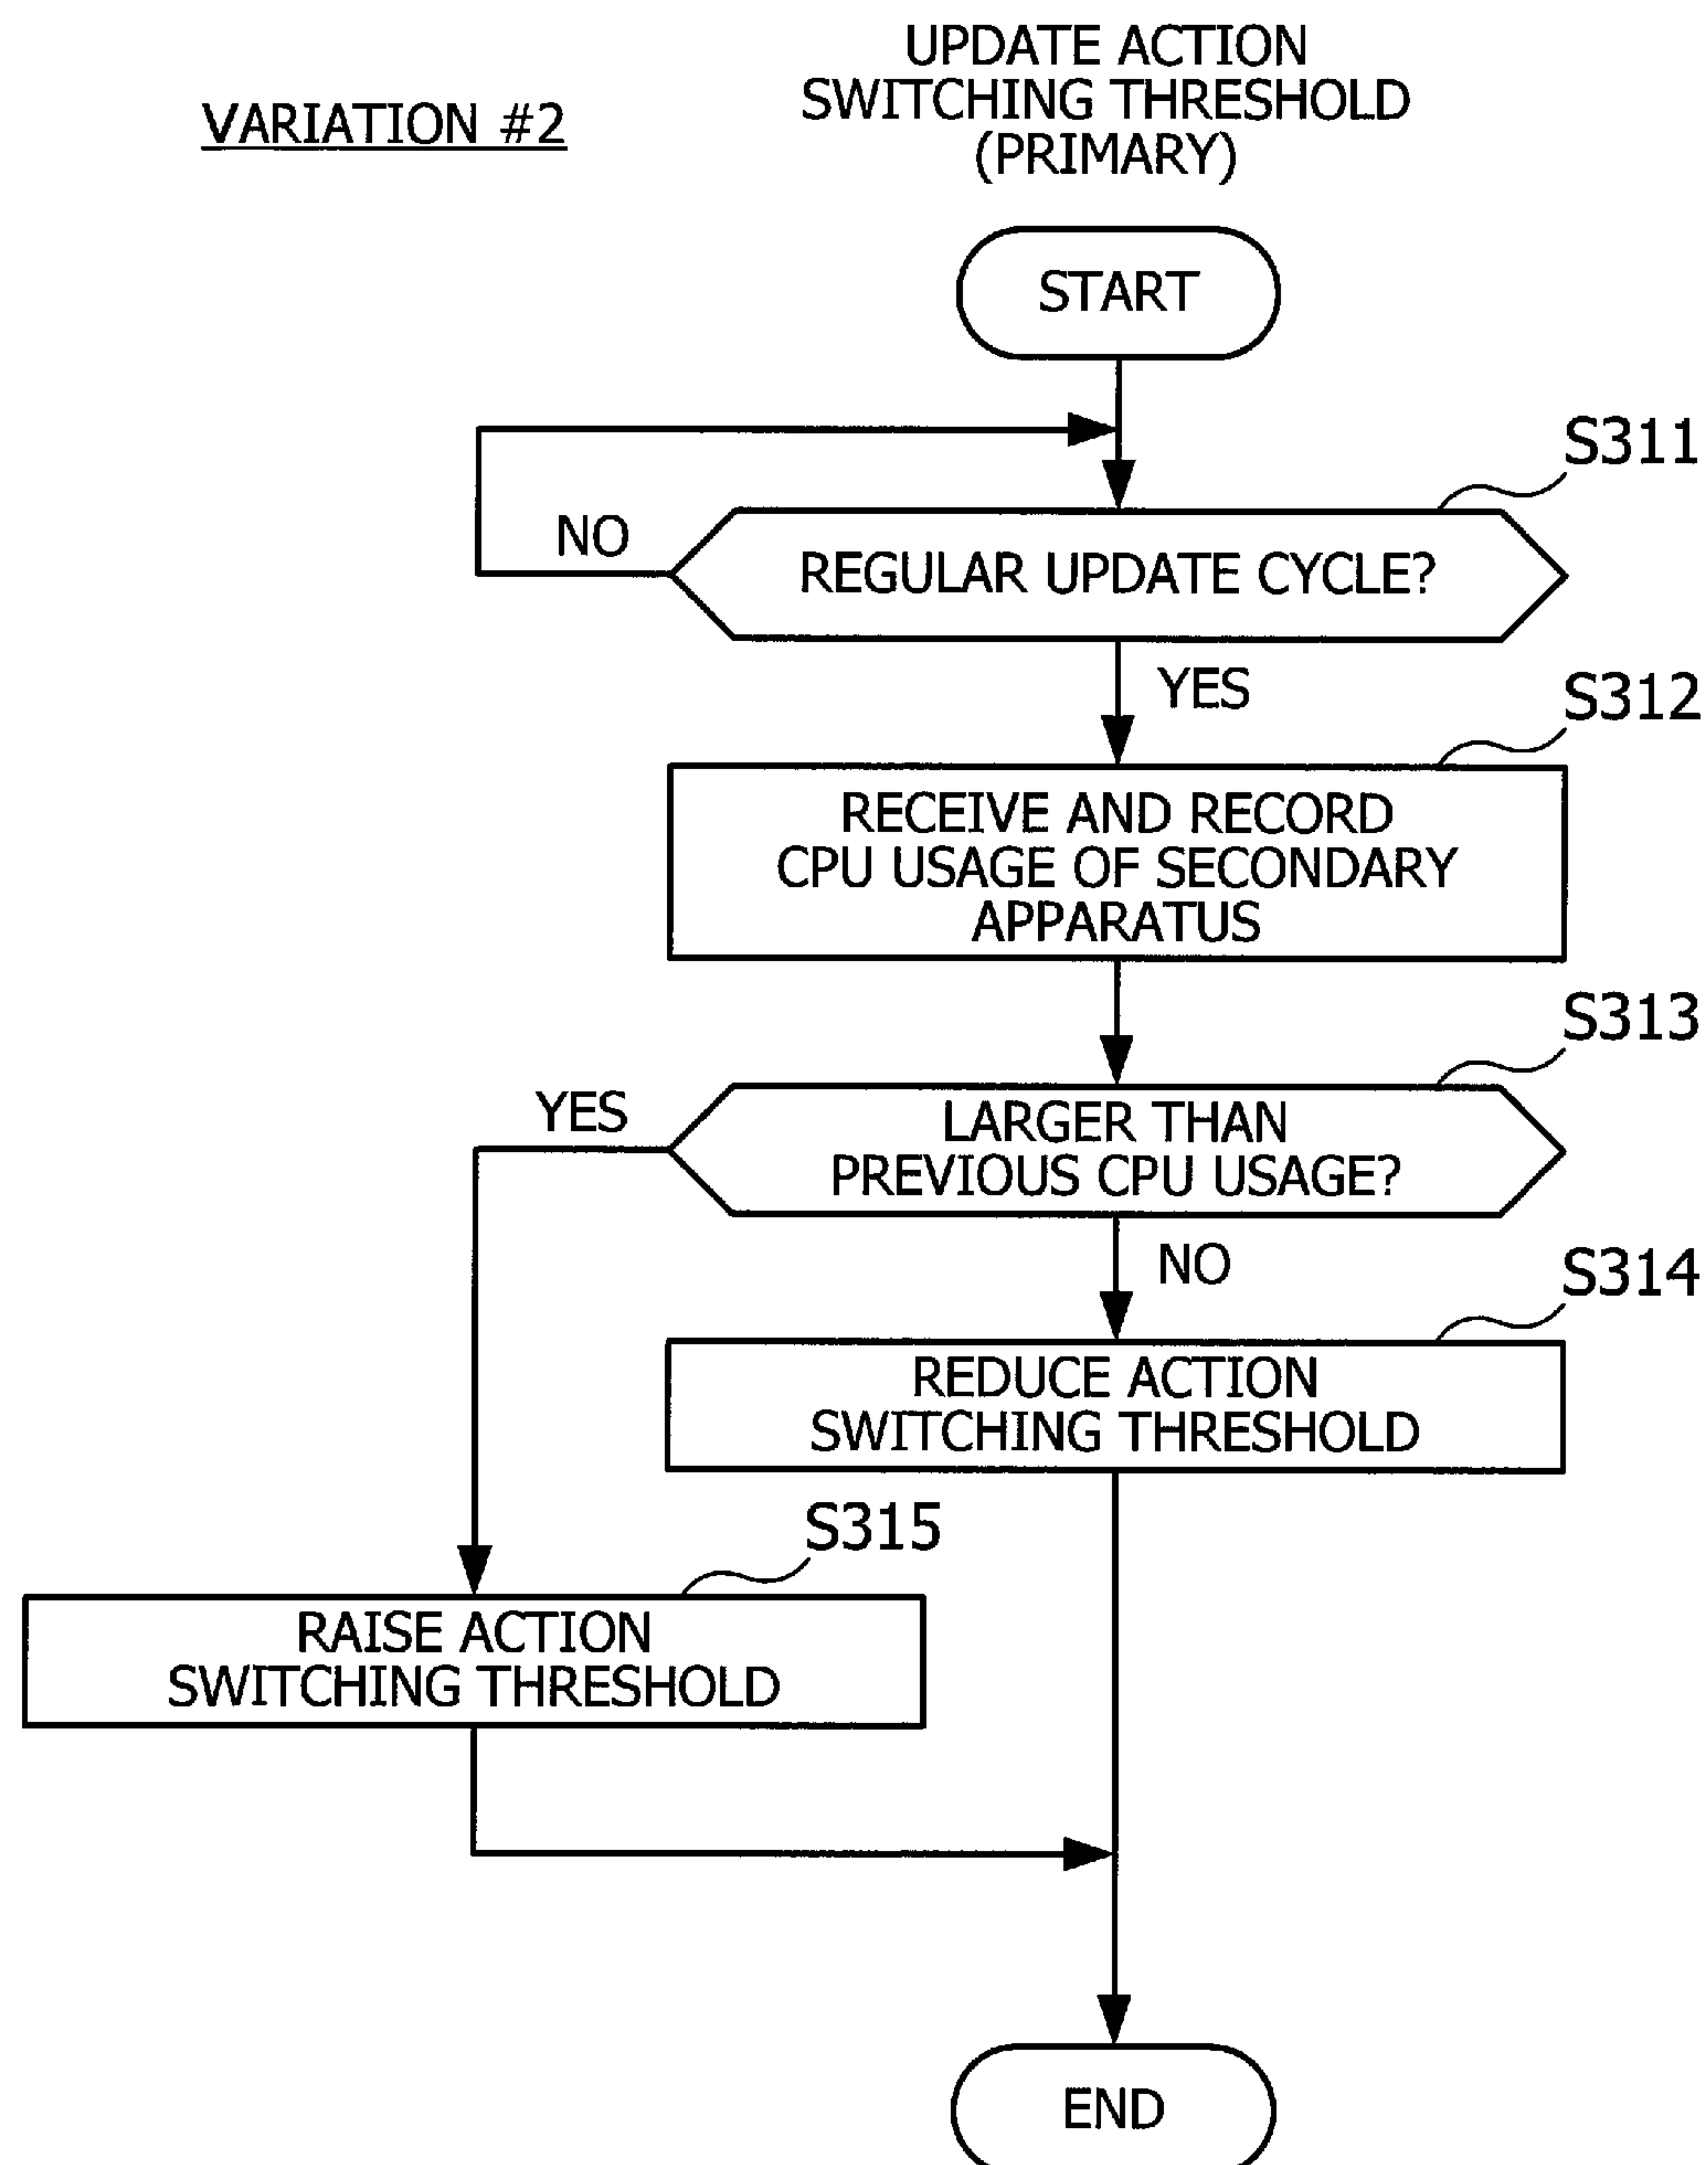 UPDATE ACTION
SWITCHING THRESHOLD
(PRIMARY)
VARIATION #2
START
S311
NO
REGULAR UPDATE CYCLE?
YES
S312
RECEIVE AND RECORD
CPU USAGE OF SECONDARY
APPARATUS
S313
YES
LARGER THAN
PREVIOUS CPU USAGE?
NO
S314
REDUCE ACTION
SWITCHING THRESHOLD
S315
RAISE ACTION
SWITCHING THRESHOLD
END